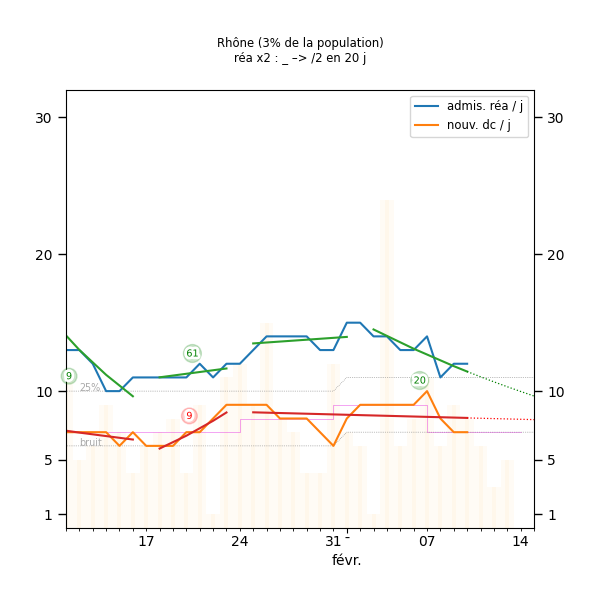 Rhône (3% de la population)
réa x2 : _ –> /2 en 20 j
admis. réa / j
nouv. dc / j
30 30
20 20
61
9
20
10 10
25%
9
bruit
5 5
1 1
17 24 31 - 07 14
févr.